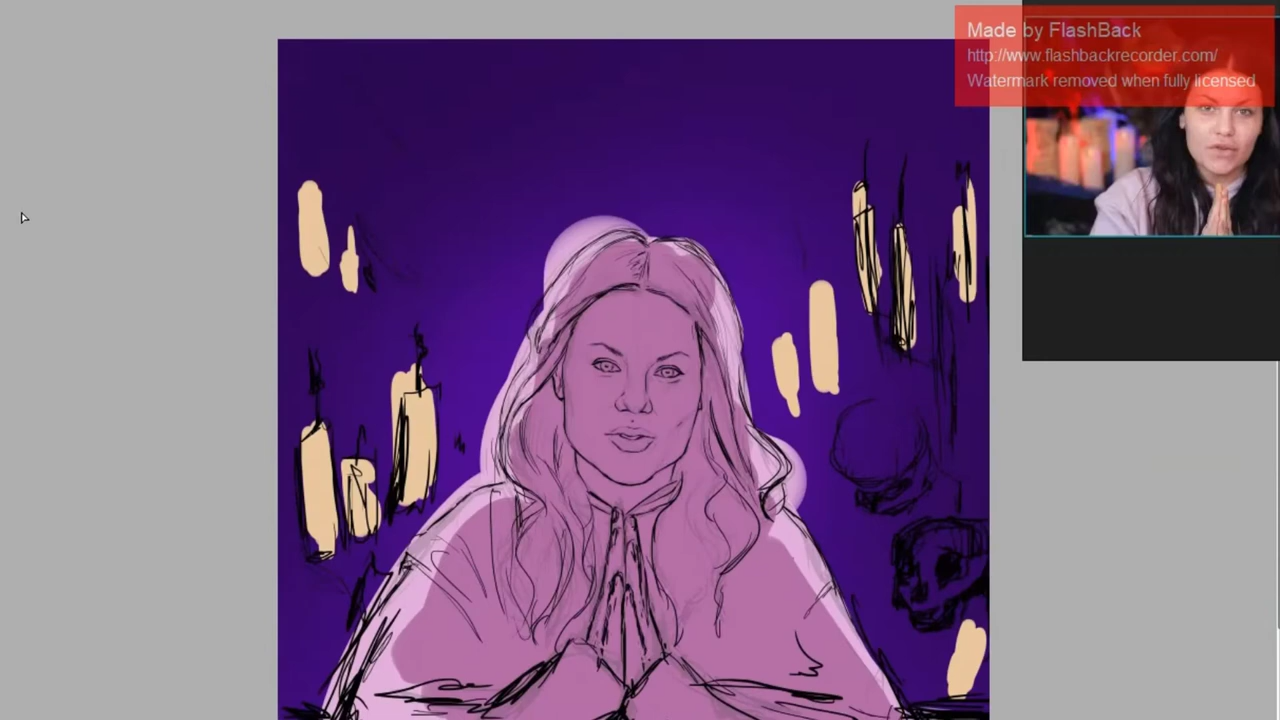 Made by FlashBack
http://www.flashbackrecorder.com/
Watermark removed when fully licensed